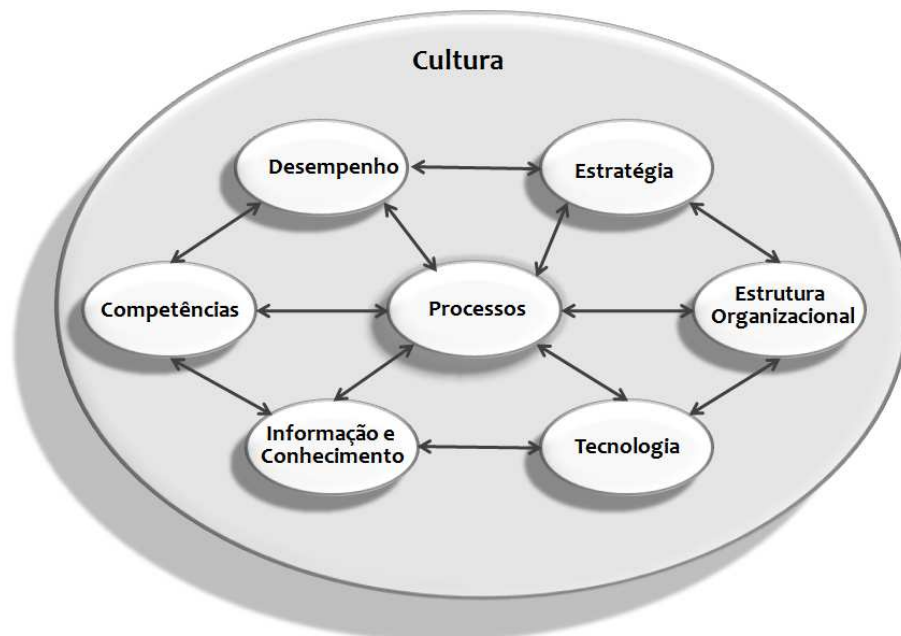 Cultura
Desempenho
Estratégia
Competências
Processos
Estrutura
Organizacional
Informação e
Conhecimento
Tecnologia